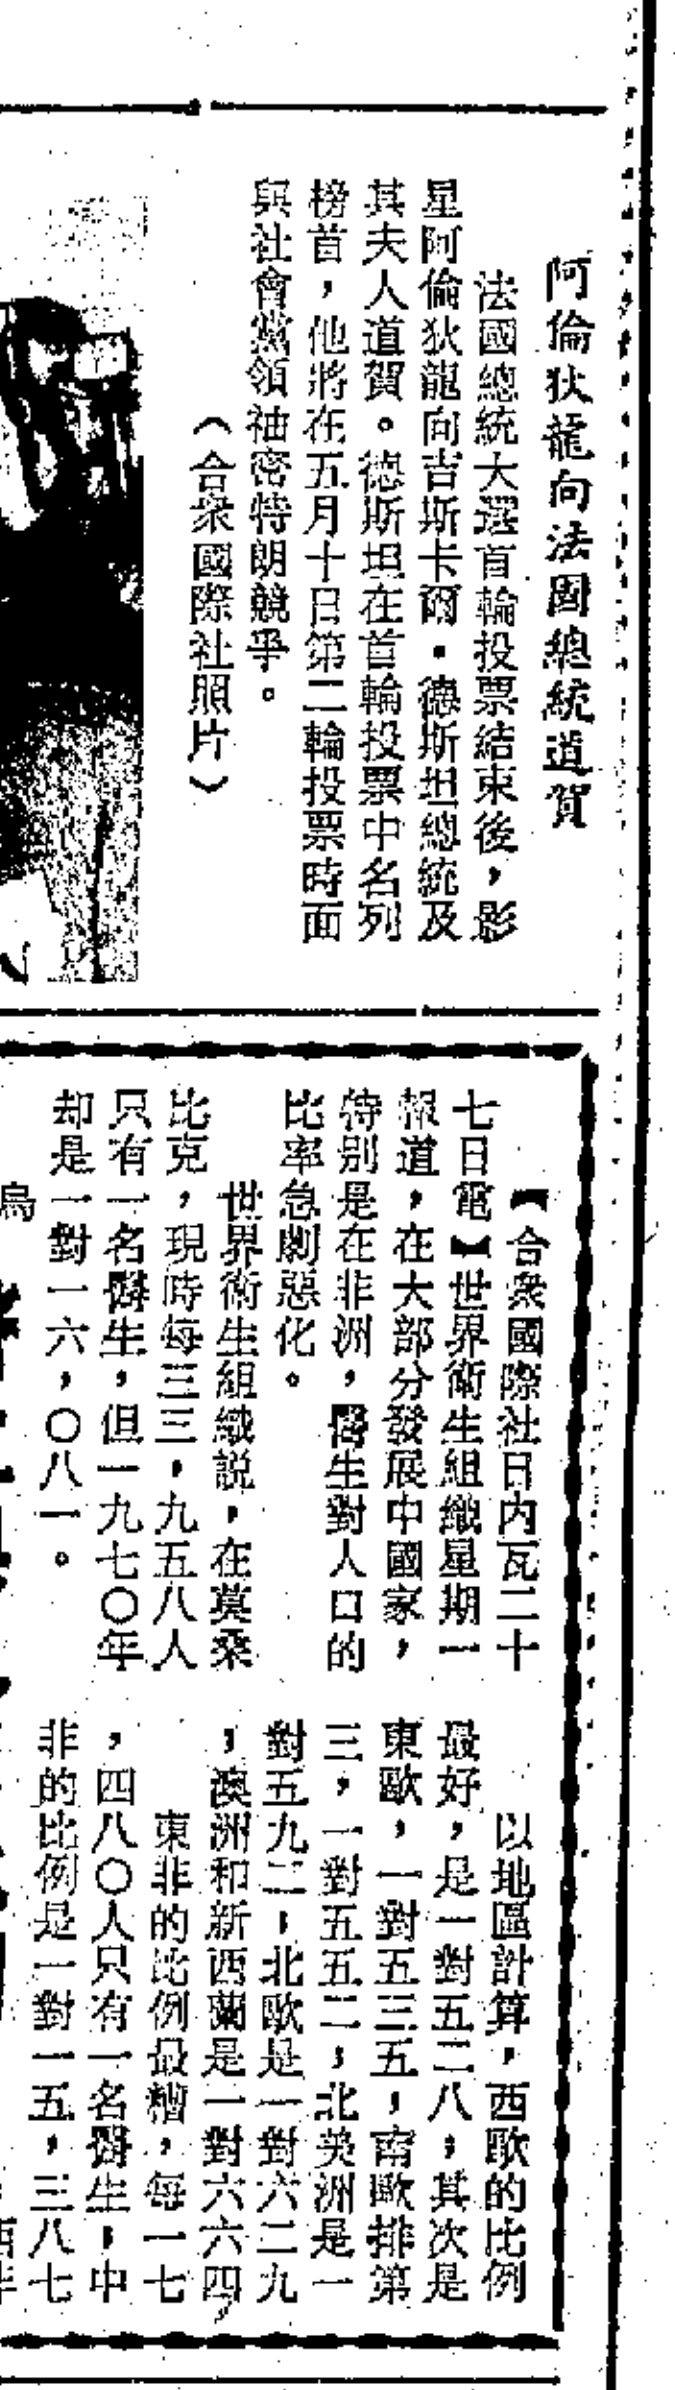 阿倫狄龍向法國總統道賀
法國總統大選首輪投票結束後，影
星阿倫狄龍向吉斯卡爾・德斯坦總統及
其夫人道賀。德斯坦在首輪投票中名列
榜首，他將在五月十日第二輪投票時面
與社會黨領袖密特朗競爭。
（合衆國際社照片）
【合衆國際社日內瓦二十
七日電】世界衛生組織星期一
報道，在大部分發展中國家，
特別是在非洲，醫生對人口的
比率急劇惡化。
世界衛生組織説，在莫桑
比克，現時每三三，九五八人
只有一名醫生，但一九七〇年
却是一對一六，〇八一。
烏
以地區計算，西歐的比例
最好，是一對五二八，其次是
東歐，一對五三五，南歐排第
三，一對五五二，北美洲是一
對五九二，北歐是一對六二九
，澳洲和新西蘭是一對六六四
東非的比例最糟，每一七
，四八〇人只有一名醫生，中
非的比例是一對一五，三八七